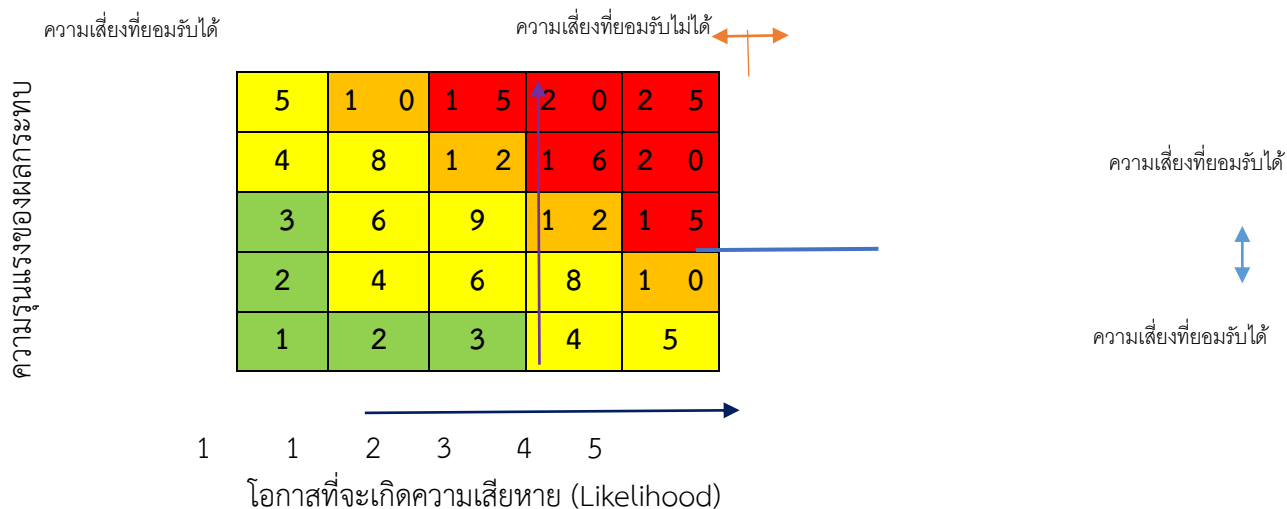 ความเสี่ยงที่ยอมรับได้ ความเสี่ยงที่ยอมรับไม่ได้
ความรุนแรงของผลกระทบ
5 1 0 1 5 2 0 2 5
4 8 1 2 1 6 2 0
ความเสี่ยงที่ยอมรับได้
3 6 9 1 2 1 5
2 4 6 8 1 0
1 2 3 4 5
ความเสี่ยงที่ยอมรับได้
1 1 2 3 4 5
โอกาสที่จะเกิดความเสียหาย (Likelihood)